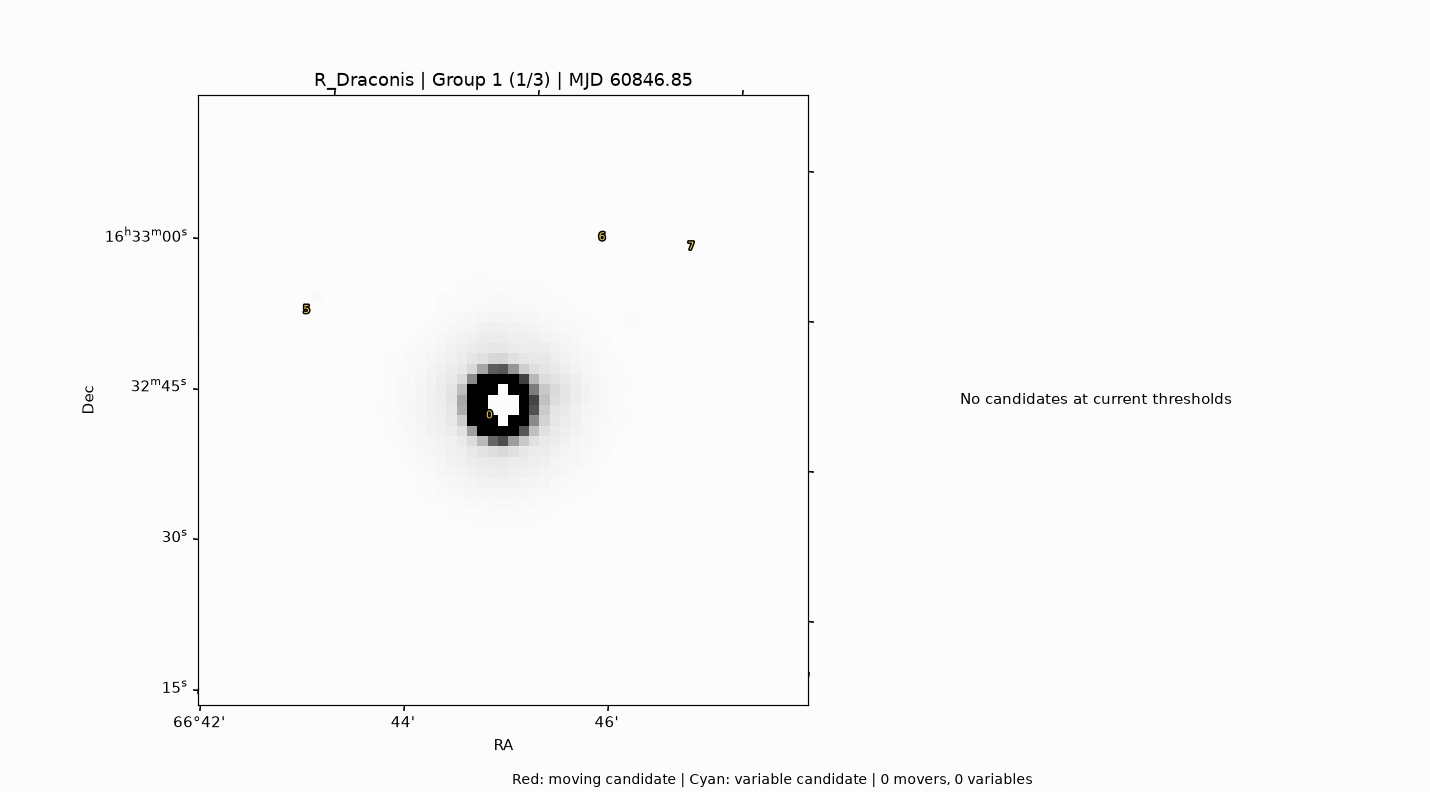 R_Draconis | Group 1 (1/3) | MJD 60846.85
16ʰ33ᵐ00ˢ
6
7
5
32ᵐ45ˢ
Dec
No candidates at current thresholds
0
30ˢ
15ˢ
66°42'
44'
46'
RA
Red: moving candidate | Cyan: variable candidate | 0 movers, 0 variables